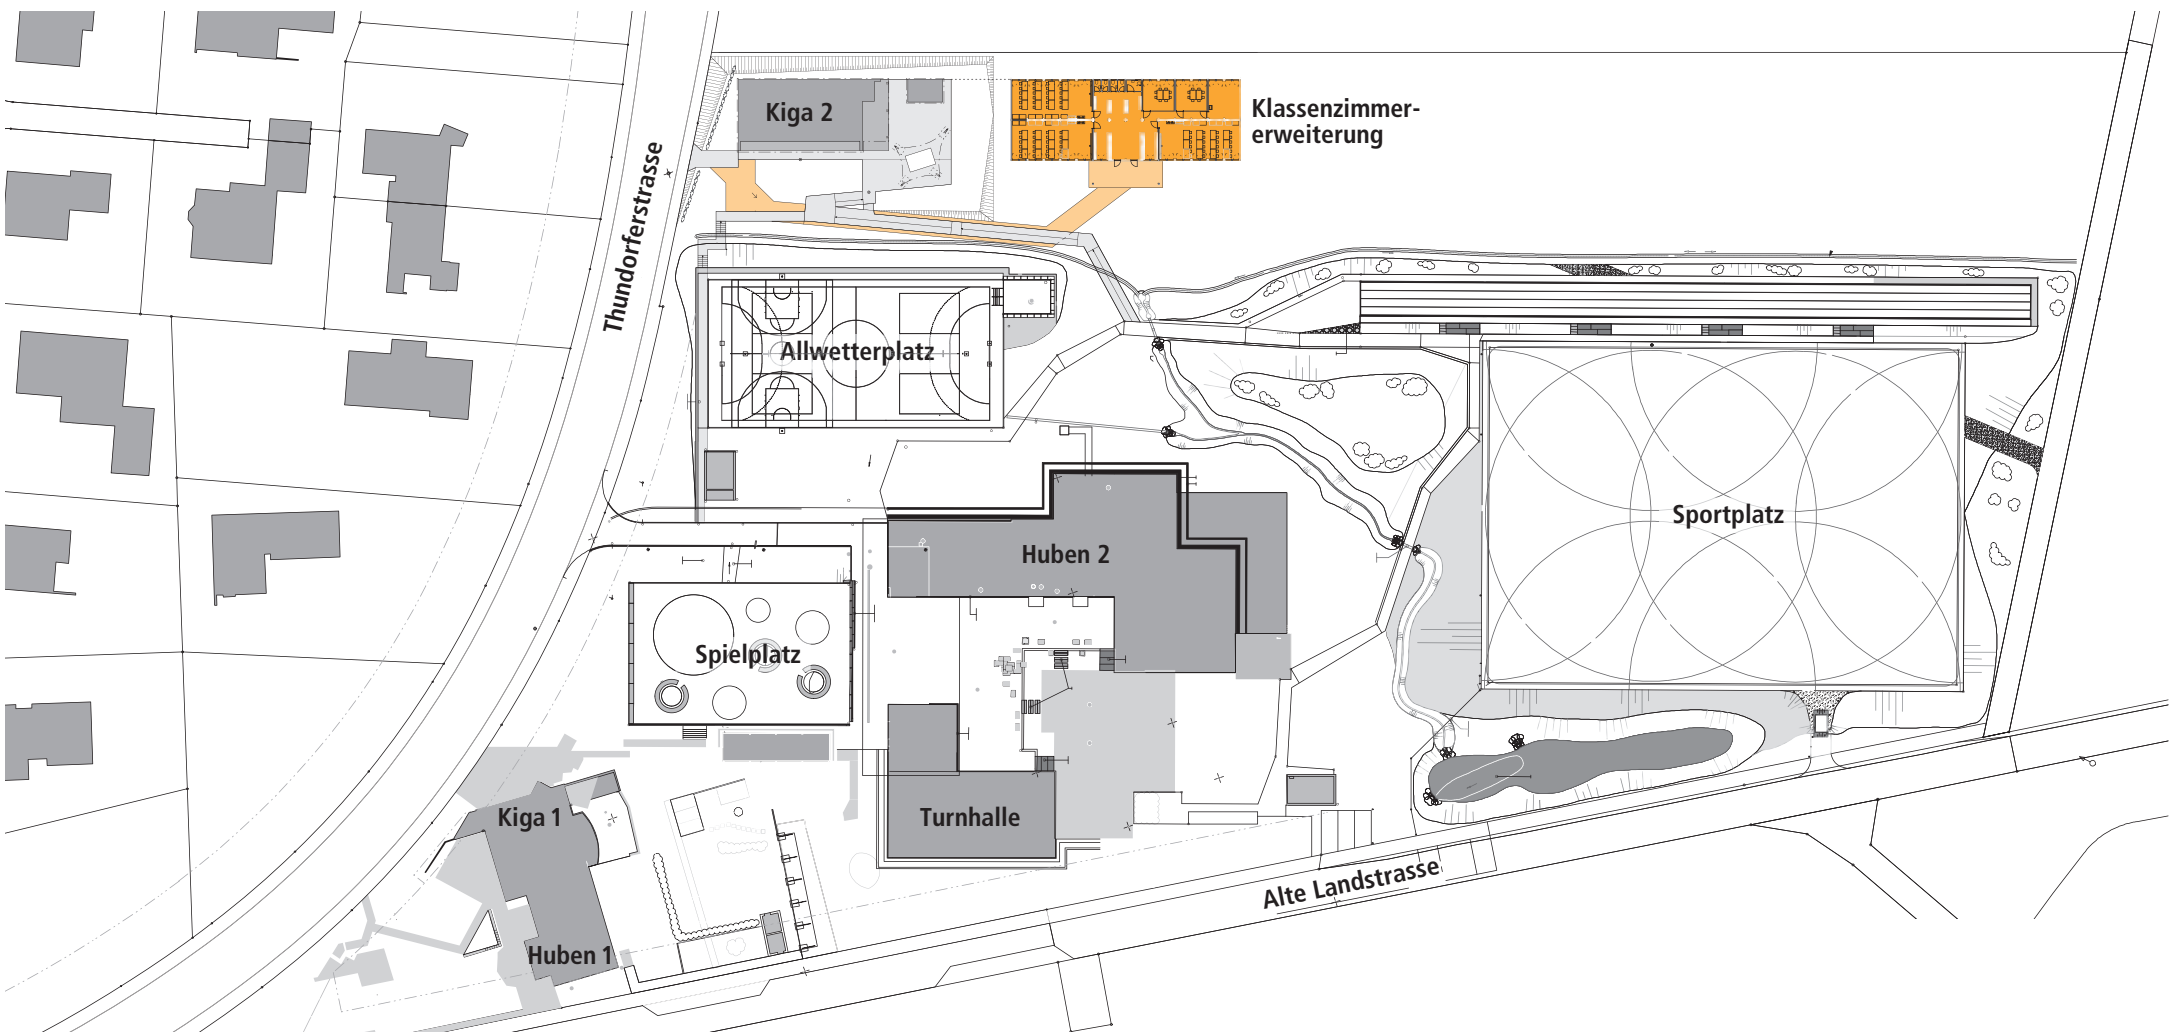 Kiga 2
Klassenzimmer-
erweiterung
Thundorferstrasse
Allwetterplatz
Sportplatz
Huben 2
Spielplatz
Kiga 1
Turnhalle
Alte Landstrasse
Huben 1